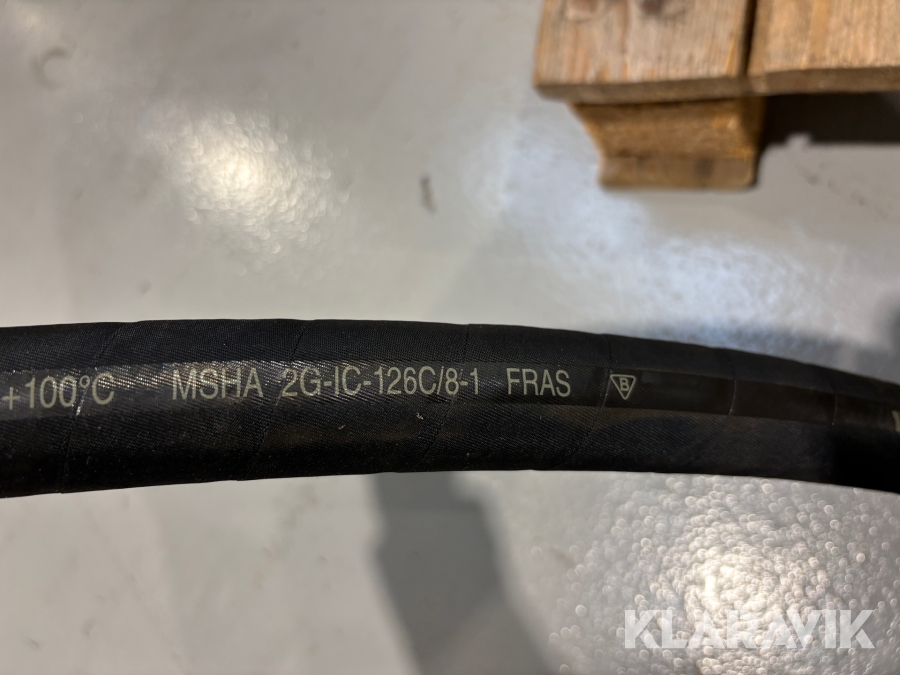 +100°C MSHA 2G-IC-126C/8-1 FRAS B
KLARAVIK